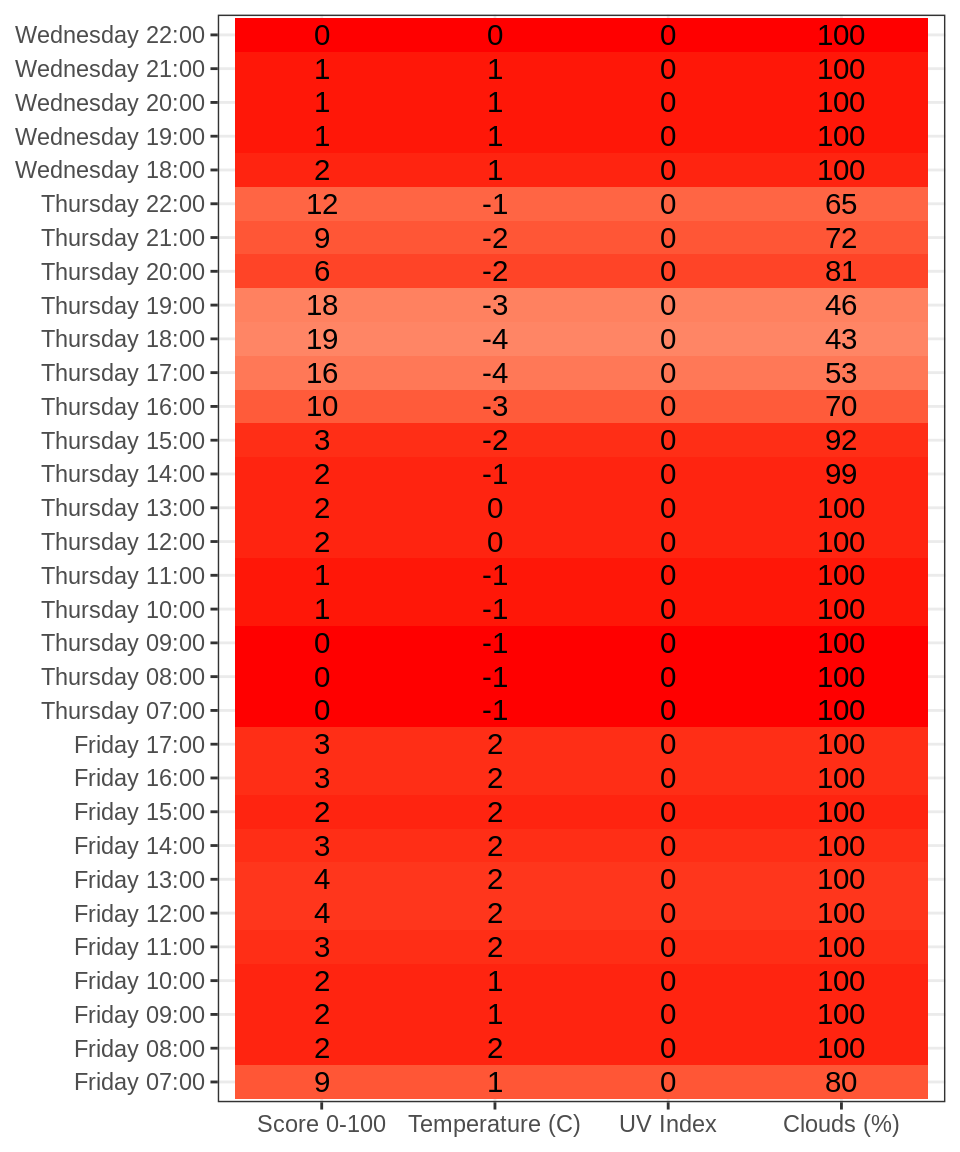 Wednesday 22:00 0 0 0 100
Wednesday 21:00 1 1 0 100
Wednesday 20:00 1 1 0 100
Wednesday 19:00 1 1 0 100
Wednesday 18:00 2 1 0 100
Thursday 22:00 12 -1 0 65
Thursday 21:00 9 -2 0 72
Thursday 20:00 6 -2 0 81
Thursday 19:00 18 -3 0 46
Thursday 18:00 19 -4 0 43
Thursday 17:00 16 -4 0 53
Thursday 16:00 10 -3 0 70
Thursday 15:00 3 -2 0 92
Thursday 14:00 2 -1 0 99
Thursday 13:00 2 0 0 100
Thursday 12:00 2 0 0 100
Thursday 11:00 1 -1 0 100
Thursday 10:00 1 -1 0 100
Thursday 09:00 0 -1 0 100
Thursday 08:00 0 -1 0 100
Thursday 07:00 0 -1 0 100
Friday 17:00 3 2 0 100
Friday 16:00 3 2 0 100
Friday 15:00 2 2 0 100
Friday 14:00 3 2 0 100
Friday 13:00 4 2 0 100
Friday 12:00 4 2 0 100
Friday 11:00 3 2 0 100
Friday 10:00 2 1 0 100
Friday 09:00 2 1 0 100
Friday 08:00 2 2 0 100
Friday 07:00 9 1 0 80
Score 0-100 Temperature (C) UV Index Clouds (%)